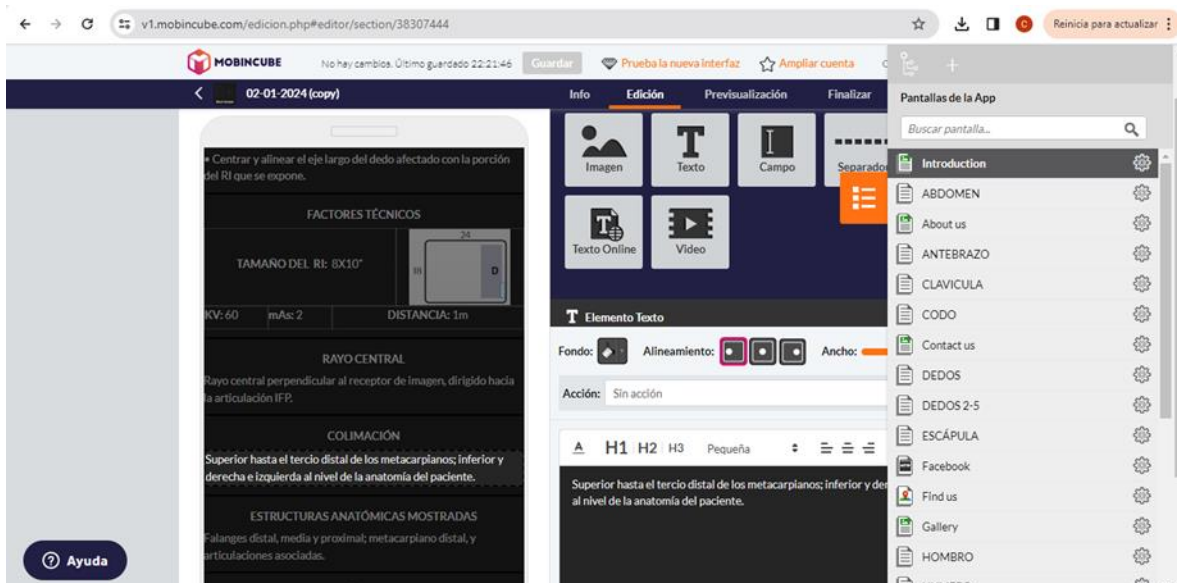 v1.mobincube.com/edicion.php#editor/section/38307444
C
Reinicia para actualizar
MOBINCUBE
No hay cambios. Último guardado 22:21:46
Guardar
Prueba la nueva interfaz
Ampliar cuenta
02-01-2024 (copy)
Info
Edición
Previsualización
Finalizar
• Centrar y alinear el eje largo del dedo afectado con la porción
del RI que se expone.
FACTORES TÉCNICOS
TAMAÑO DEL RI: 8X10"
24
18
D
KV: 60
mAs: 2
DISTANCIA: 1m
RAYO CENTRAL
Rayo central perpendicular al receptor de imagen, dirigido hacia
la articulación IFP.
COLIMACIÓN
Superior hasta el tercio distal de los metacarpianos; inferior y
derecha e izquierda al nivel de la anatomía del paciente.
ESTRUCTURAS ANATÓMICAS MOSTRADAS
Falanges distal, media y proximal; metacarpiano distal, y
articulaciones asociadas.
Ayuda
Imagen
Texto
Campo
Separado
Texto Online
Video
Elemento Texto
Fondo:
Alineamiento:
Ancho:
Acción:
Sin acción
A H1 H2 H3 Pequeña
Superior hasta el tercio distal de los metacarpianos; inferior y der
al nivel de la anatomía del paciente.
Pantallas de la App
Buscar pantalla...
Introduction
ABDOMEN
About us
ANTEBRAZO
CLAVICULA
CODO
Contact us
DEDOS
DEDOS 2-5
ESCÁPULA
Facebook
Find us
Gallery
HOMBRO